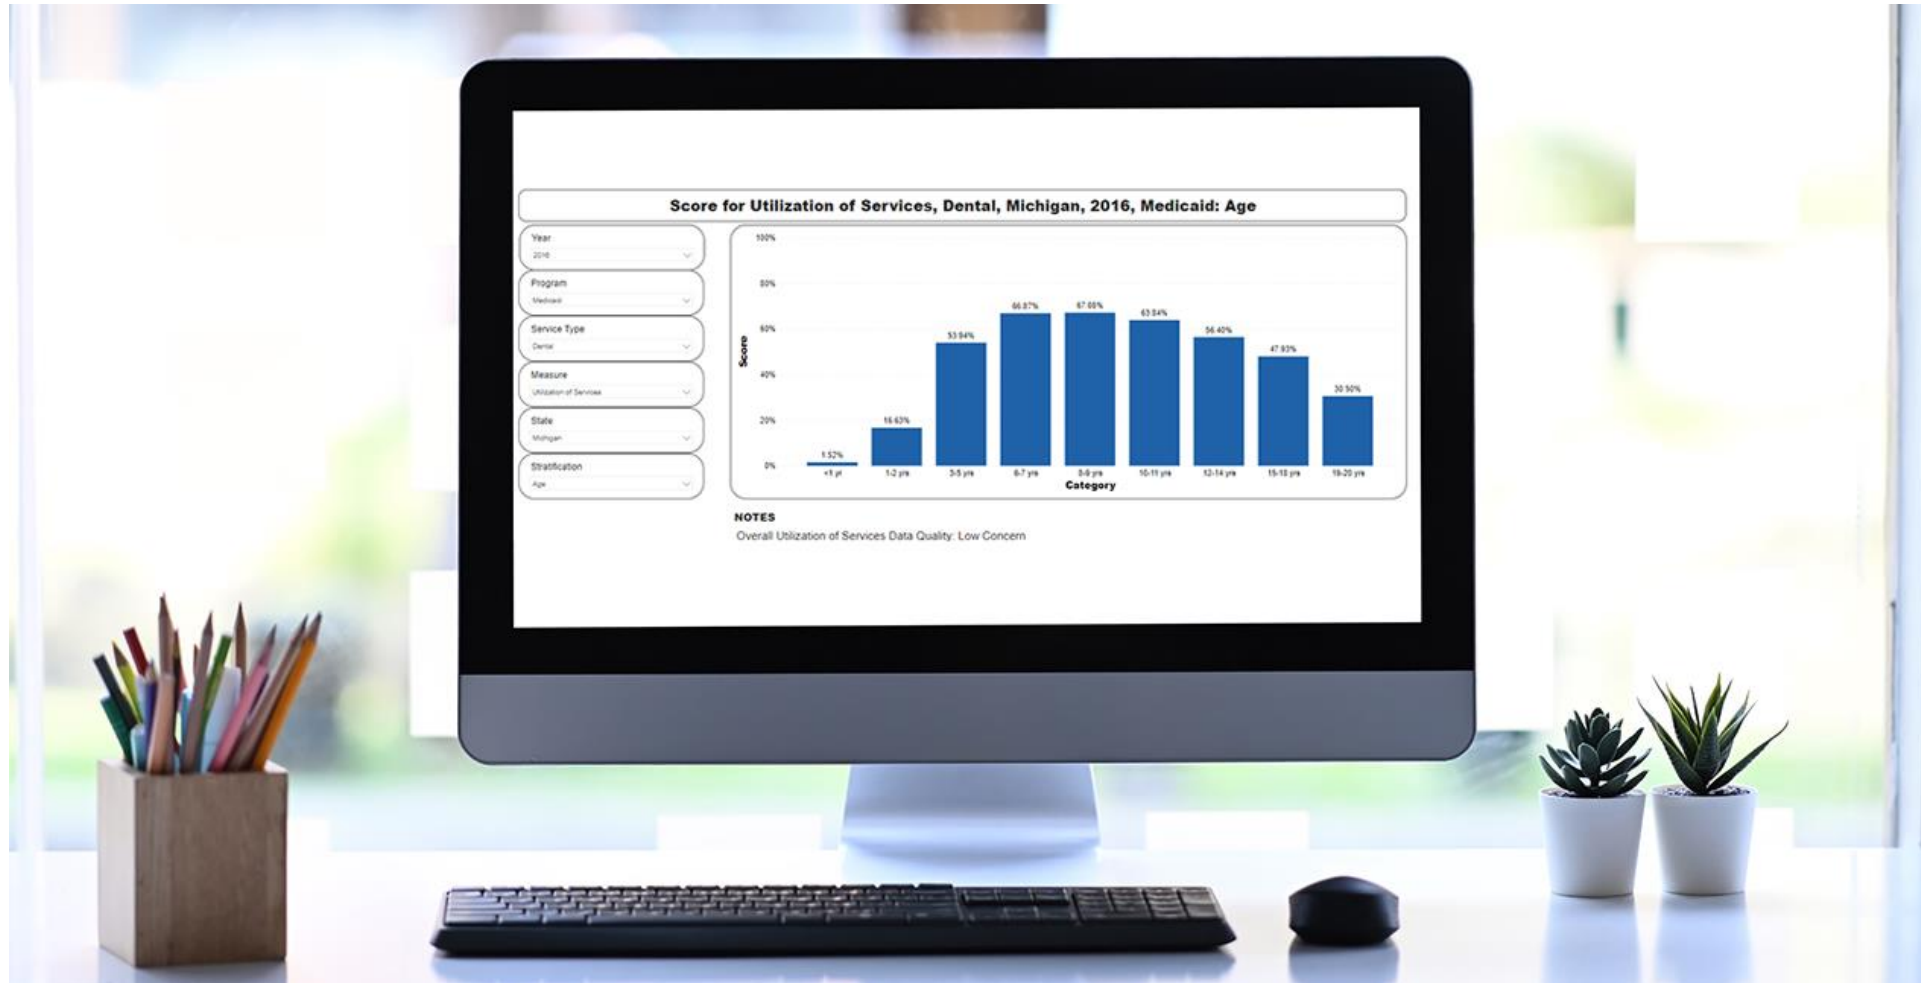 Score for Utilization of Services, Dental, Michigan, 2016, Medicaid: Age
Year
2016
Program
Medicaid
Service Type
Dental
Measure
Utilization of Services
State
Michigan
Stratification
Age
100%
80%
60%
40%
20%
0%
Score
1.52%
16.63%
53.94%
66.87%
67.08%
63.84%
56.40%
47.93%
30.50%
<1 yr
1-2 yrs
3-5 yrs
6-7 yrs
8-9 yrs
10-11 yrs
12-14 yrs
15-18 yrs
19-20 yrs
Category
NOTES
Overall Utilization of Services Data Quality: Low Concern